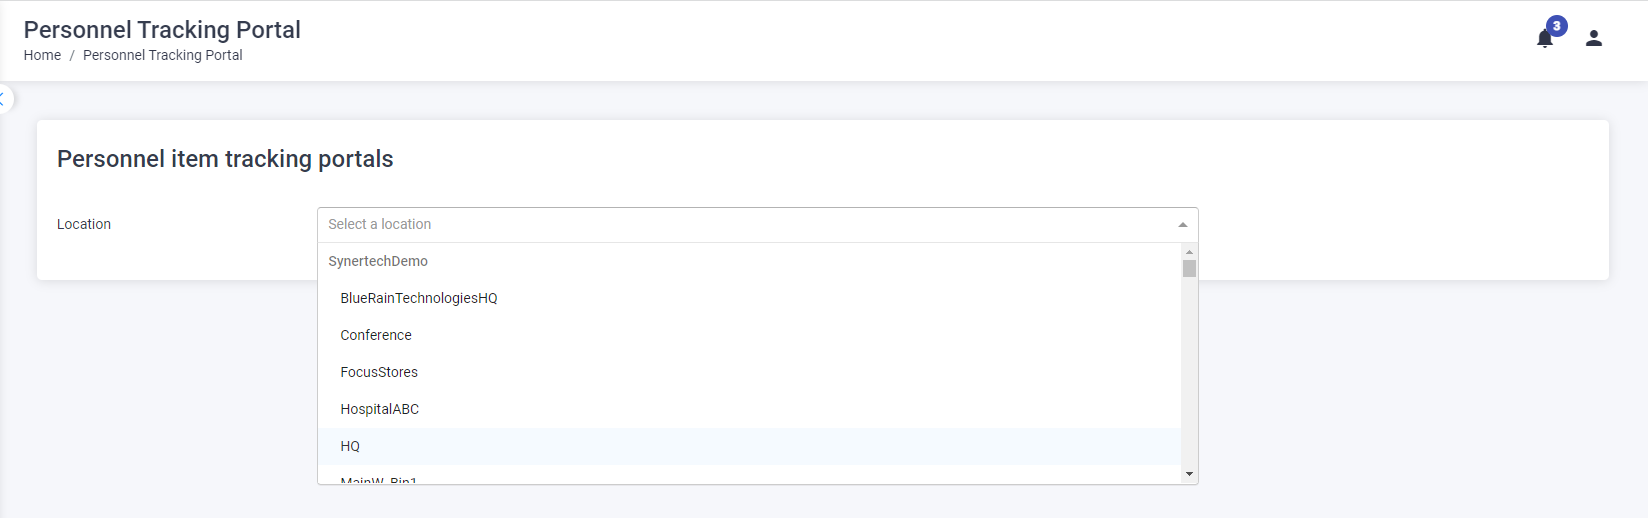 Personnel Tracking Portal
3
Home / Personnel Tracking Portal
Personnel item tracking portals
Location
Select a location
SynertechDemo
BlueRainTechnologiesHQ
Conference
FocusStores
HospitalABC
HQ
MainW_Bin1